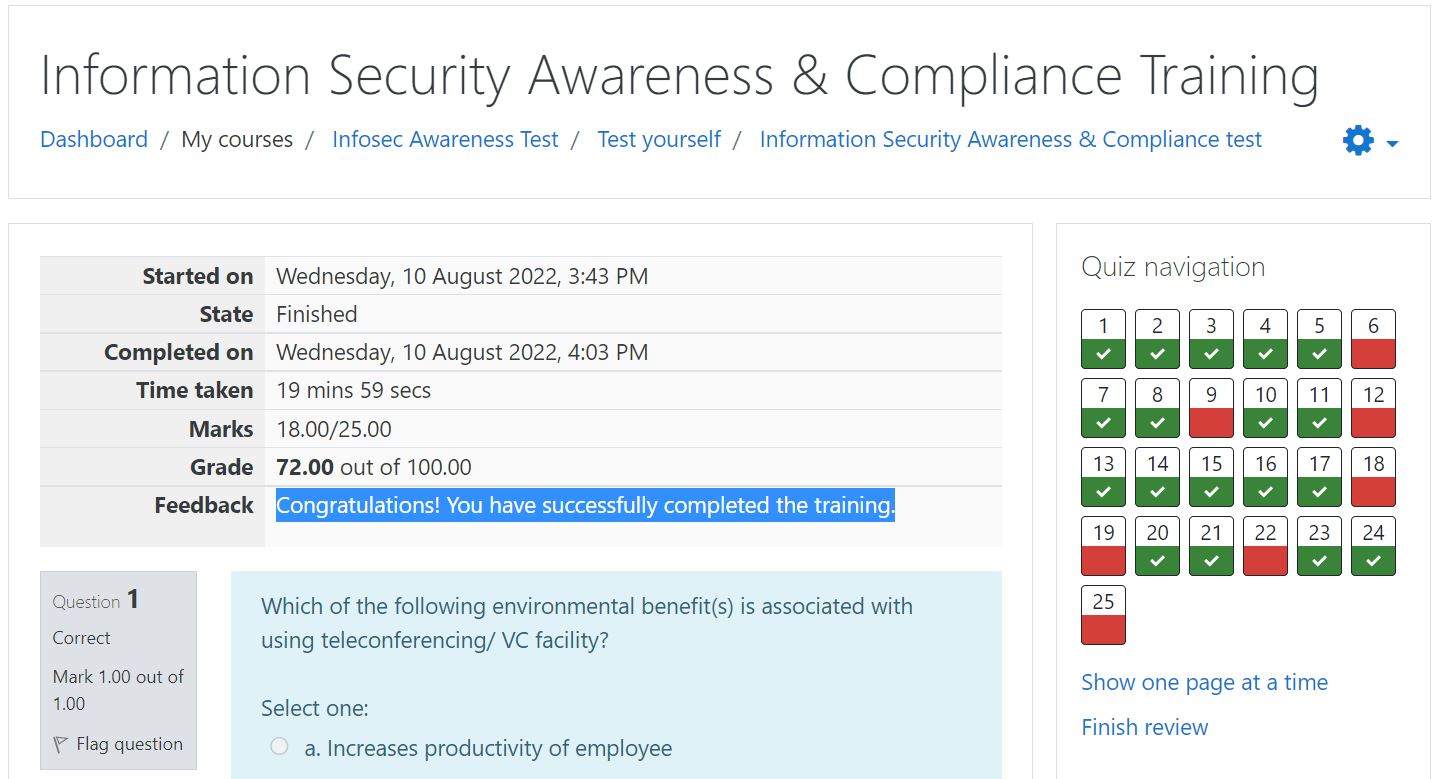 Information Security Awareness & Compliance Training
Dashboard / My courses / Infosec Awareness Test / Test yourself / Information Security Awareness & Compliance test
Started on Wednesday, 10 August 2022, 3:43 PM
State Finished
Completed on Wednesday, 10 August 2022, 4:03 PM
Time taken 19 mins 59 secs
Marks 18.00/25.00
Grade 72.00 out of 100.00
Feedback Congratulations! You have successfully completed the training.
Question 1
Correct
Mark 1.00 out of
1.00
Flag question
Which of the following environmental benefit(s) is associated with
using teleconferencing/ VC facility?
Select one:
a. Increases productivity of employee
Quiz navigation
1 2 3 4 5 6
7 8 9 10 11 12
13 14 15 16 17 18
19 20 21 22 23 24
25
Show one page at a time
Finish review